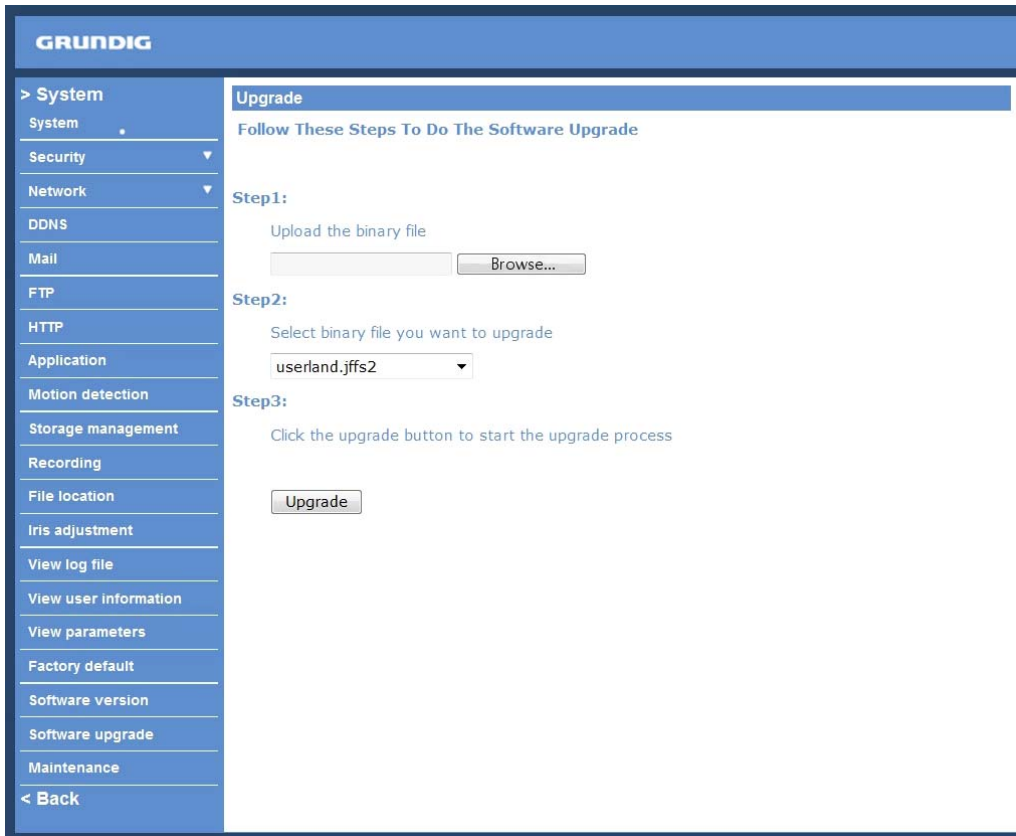 GRUNDIG
> System
System
Security
Network
DDNS
Mail
FTP
HTTP
Application
Motion detection
Storage management
Recording
File location
Iris adjustment
View log file
View user information
View parameters
Factory default
Software version
Software upgrade
Maintenance
< Back
Upgrade
Follow These Steps To Do The Software Upgrade
Step1:
Upload the binary file
Browse...
Step2:
Select binary file you want to upgrade
userland.jffs2
Step3:
Click the upgrade button to start the upgrade process
Upgrade